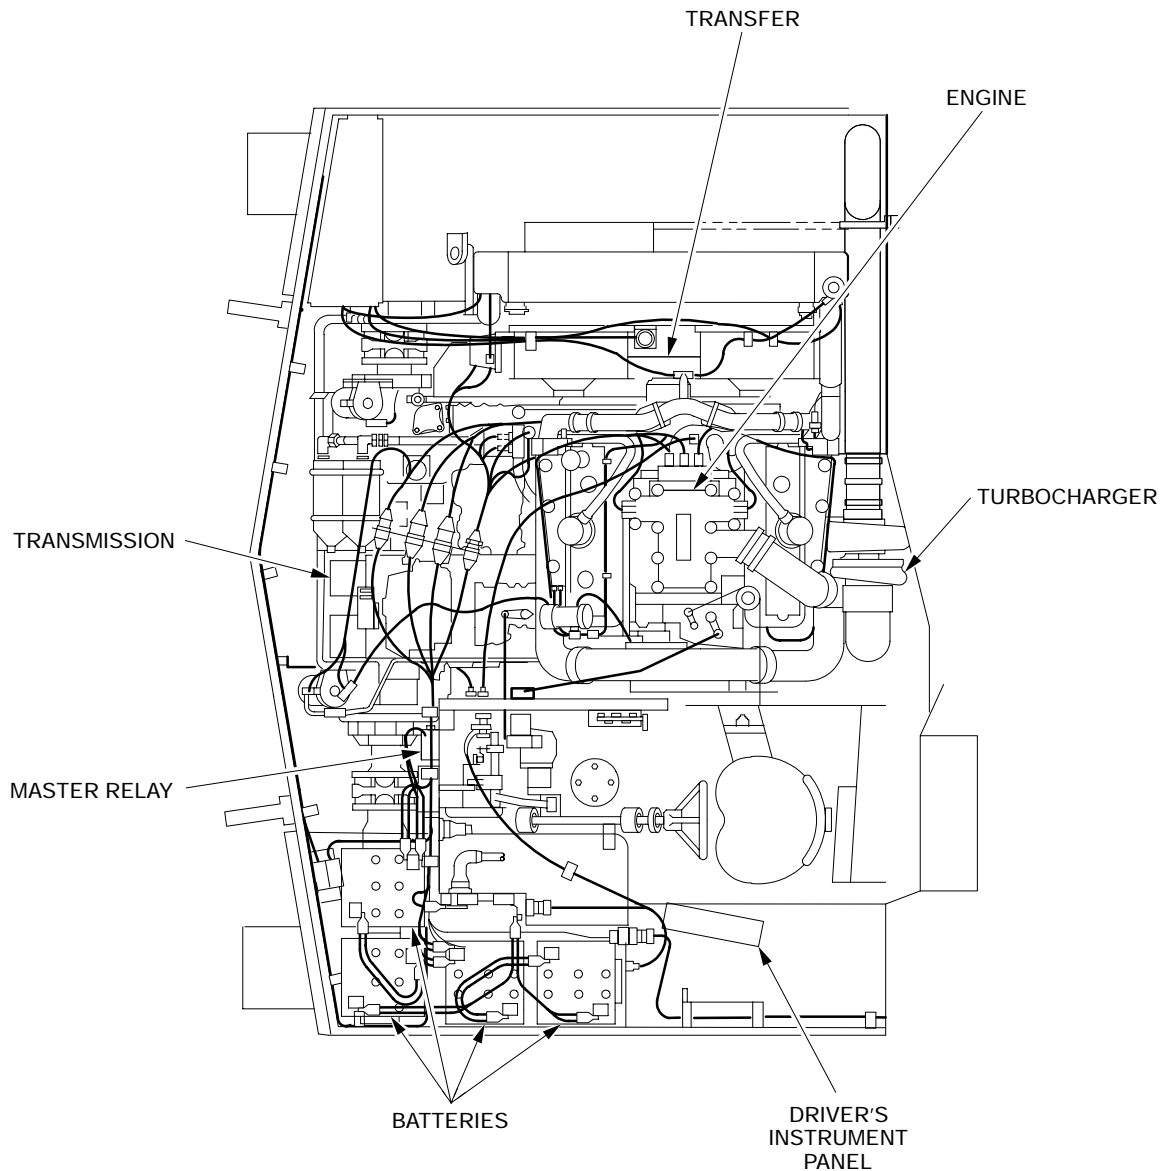 TRANSFER
ENGINE
TURBOCHARGER
TRANSMISSION
MASTER RELAY
BATTERIES
DRIVER'S
INSTRUMENT
PANEL